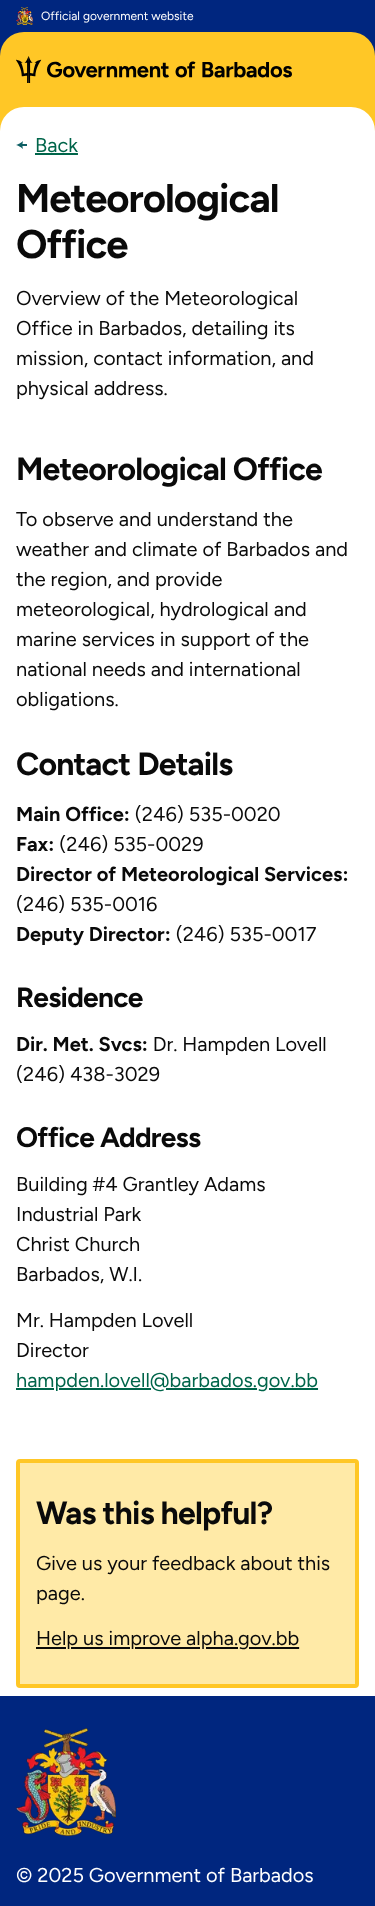 Official government website
Government of Barbados
← Back
Meteorological
Office
Overview of the Meteorological
Office in Barbados, detailing its
mission, contact information, and
physical address.
Meteorological Office
To observe and understand the
weather and climate of Barbados and
the region, and provide
meteorological, hydrological and
marine services in support of the
national needs and international
obligations.
Contact Details
Main Office: (246) 535-0020
Fax: (246) 535-0029
Director of Meteorological Services:
(246) 535-0016
Deputy Director: (246) 535-0017
Residence
Dir. Met. Svcs: Dr. Hampden Lovell
(246) 438-3029
Office Address
Building #4 Grantley Adams
Industrial Park
Christ Church
Barbados, W.I.
Mr. Hampden Lovell
Director
hampden.lovell@barbados.gov.bb
Was this helpful?
Give us your feedback about this
page.
Help us improve alpha.gov.bb
PRIDE AND INDUSTRY
© 2025 Government of Barbados